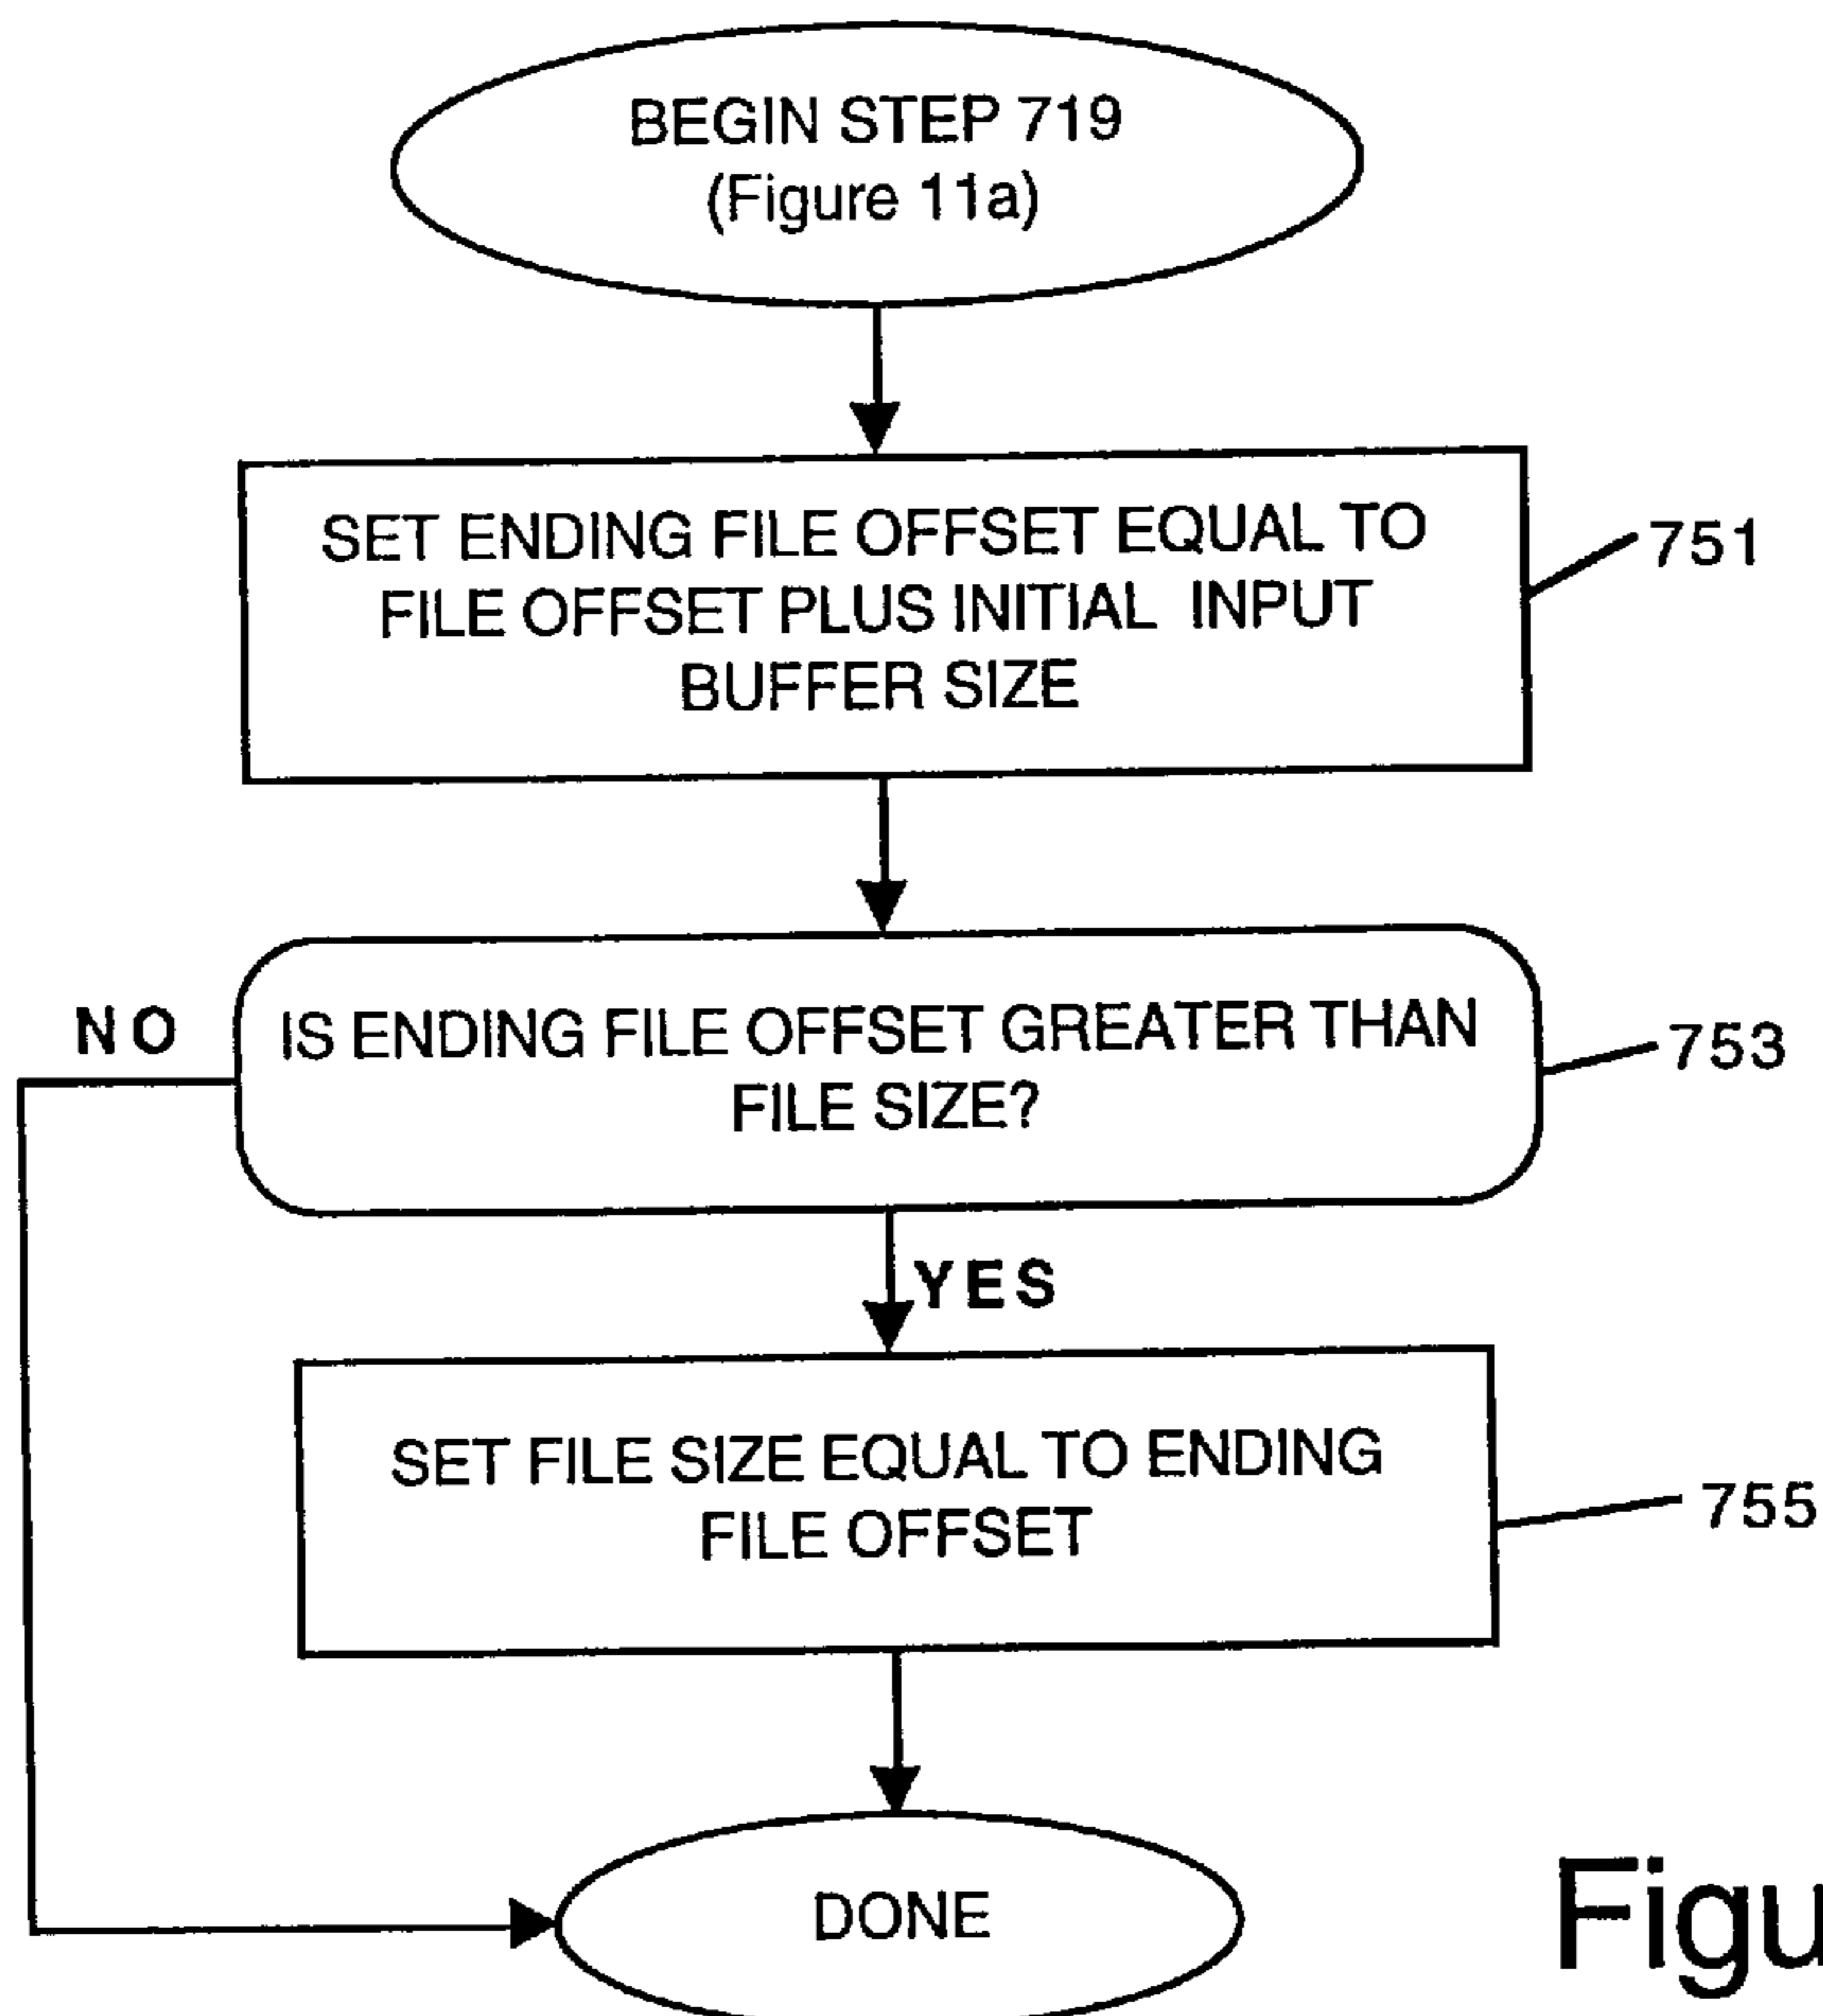 BEGIN STEP 719
(Figure 11a)
SET ENDING FILE OFFSET EQUAL TO
FILE OFFSET PLUS INITIAL INPUT
BUFFER SIZE
751
NO
IS ENDING FILE OFFSET GREATER THAN
FILE SIZE?
753
YES
SET FILE SIZE EQUAL TO ENDING
FILE OFFSET
755
DONE